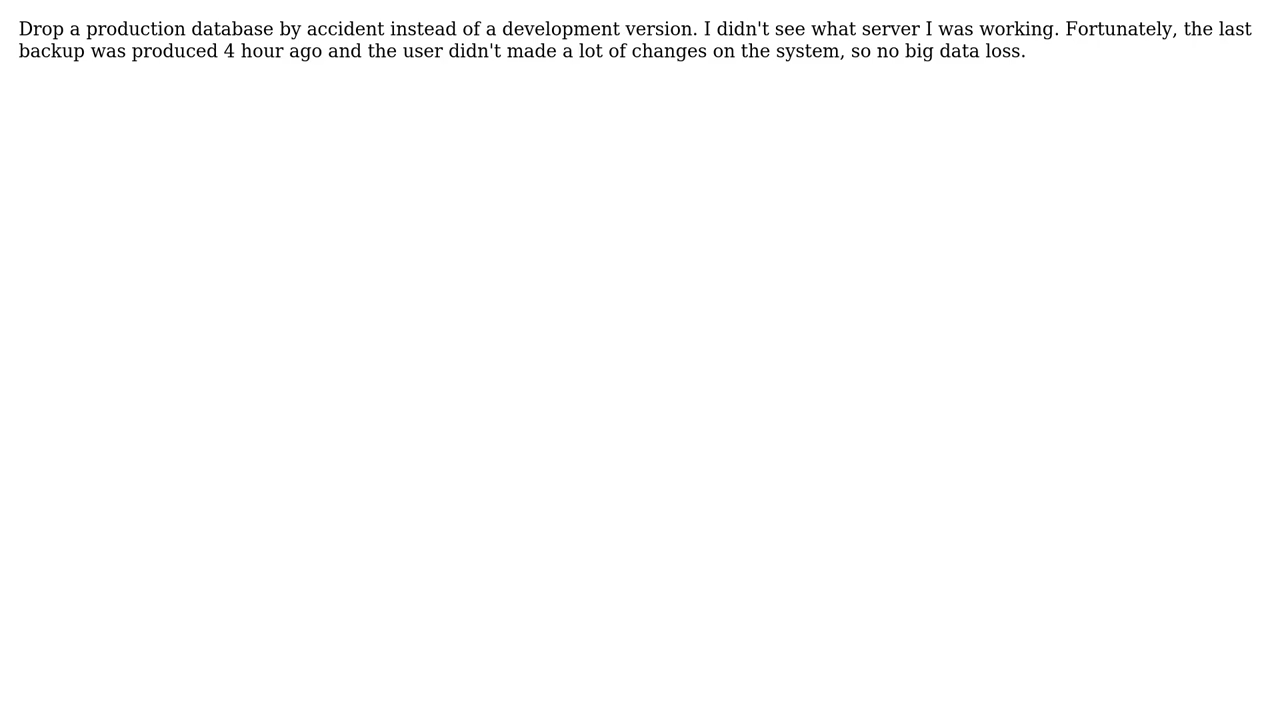 Drop a production database by accident instead of a development version. I didn't see what server I was working. Fortunately, the last
backup was produced 4 hour ago and the user didn't made a lot of changes on the system, so no big data loss.